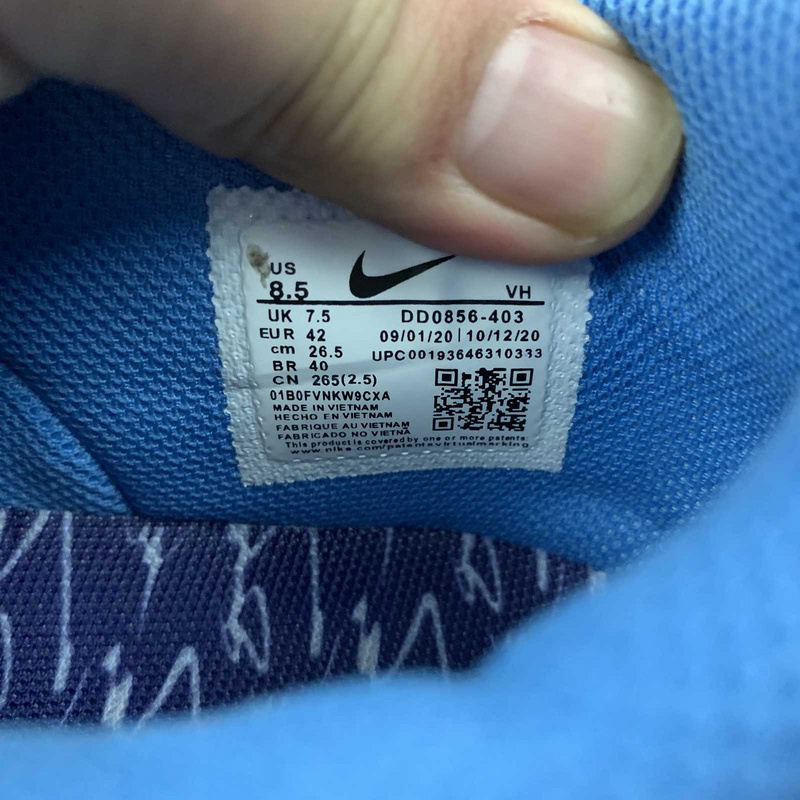 US
8.5
VH
UK 7.5
DD0856-403
EUR 42
09/01/20 | 10/12/20
cm 26.5
UPC00193646310333
BR 40
CN 265(2.5)
01B0FVNKW9CXA
MADE IN VIETNAM
HECHO EN VIETNAM
FABRIQUE AU VIETNAM
FABRICADO NO VIETNÃ
This product is covered by one or more patents:
www.nike.com/patentsvirtualmarking